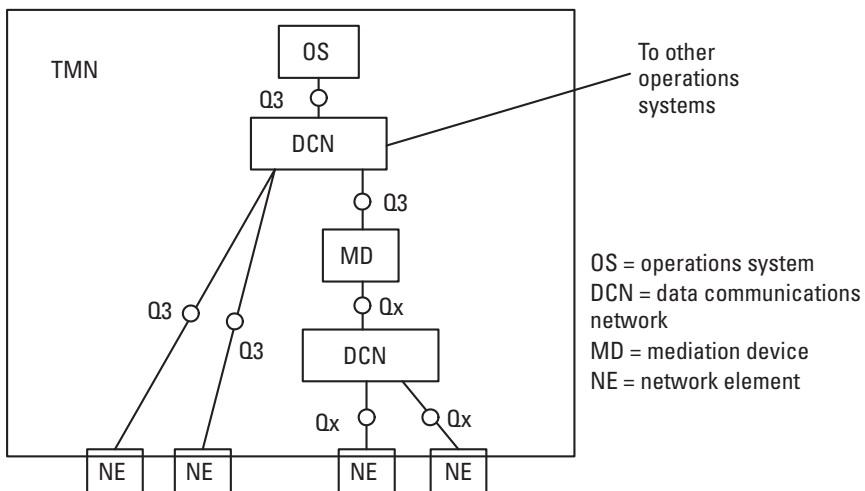 OS
TMN
To other
operations
systems
Q3
DCN
Q3
MD
OS = operations system
DCN = data communications
network
MD = mediation device
NE = network element
Qx
Q3
Q3
DCN
Qx
Qx
NE
NE
NE
NE